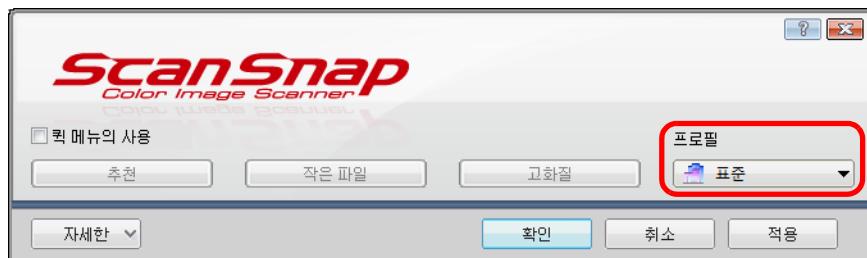 ScanSnap
Color Image Scanner
퀵 메뉴의 사용
프로필
추천 작은 파일 고화질 표준
자세한 확인 취소 적용